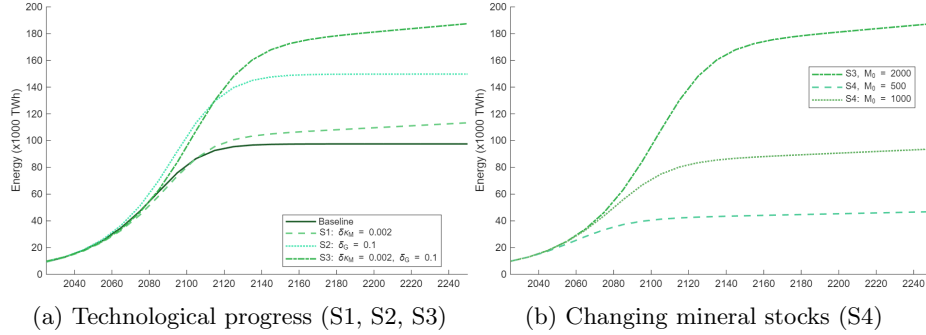 200
180
160
140
120
100
80
60
40
20
0
Energy (x1000 TWh)
2040 2060 2080 2100 2120 2140 2160 2180 2200 2220 2240
Baseline
S1: δκ_M = 0.002
S2: δ_G = 0.1
S3: δκ_M = 0.002, δ_G = 0.1
(a) Technological progress (S1, S2, S3)
200
180
160
140
120
100
80
60
40
20
0
Energy (x1000 TWh)
2040 2060 2080 2100 2120 2140 2160 2180 2200 2220 2240
S3, M₀ = 2000
S4, M₀ = 500
S4: M₀ = 1000
(b) Changing mineral stocks (S4)